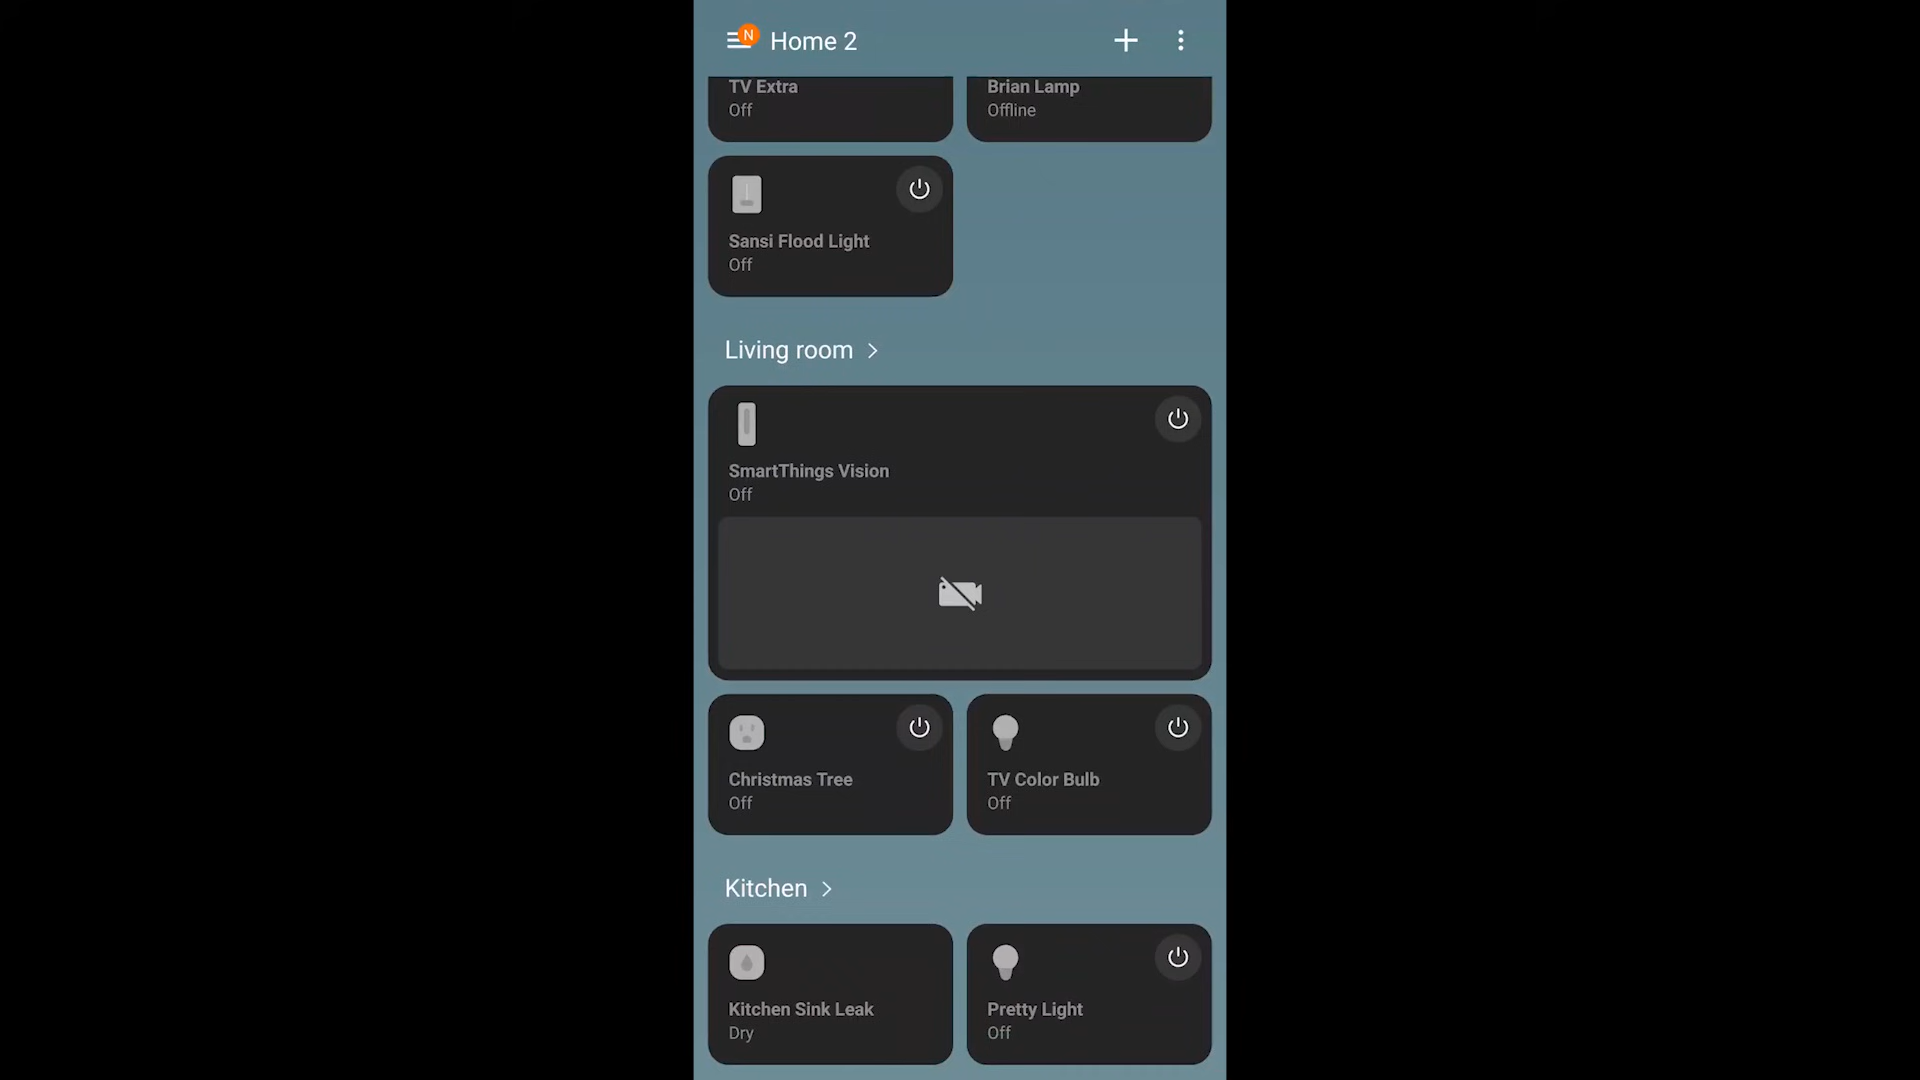 N
Home 2
TV Extra
Off
Brian Lamp
Offline
Sansi Flood Light
Off
Living room
SmartThings Vision
Off
Christmas Tree
Off
TV Color Bulb
Off
Kitchen
Kitchen Sink Leak
Dry
Pretty Light
Off